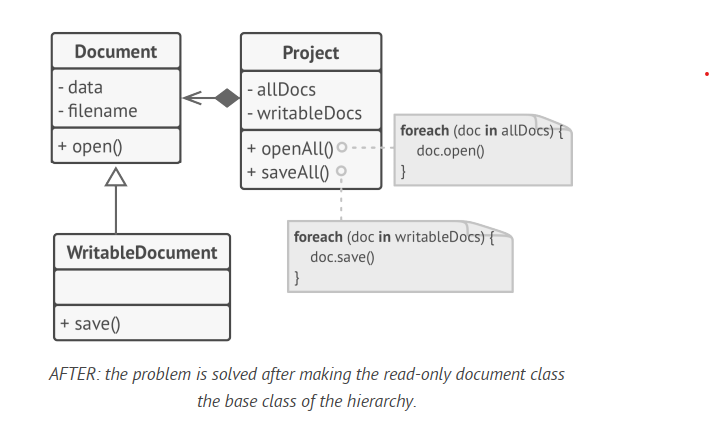 Document
- data
- filename
+ open()
Project
- allDocs
- writableDocs
+ openAll()
+ saveAll()
foreach (doc in allDocs) {
doc.open()
}
WritableDocument
+ save()
foreach (doc in writableDocs) {
doc.save()
}
AFTER: the problem is solved after making the read-only document class
the base class of the hierarchy.